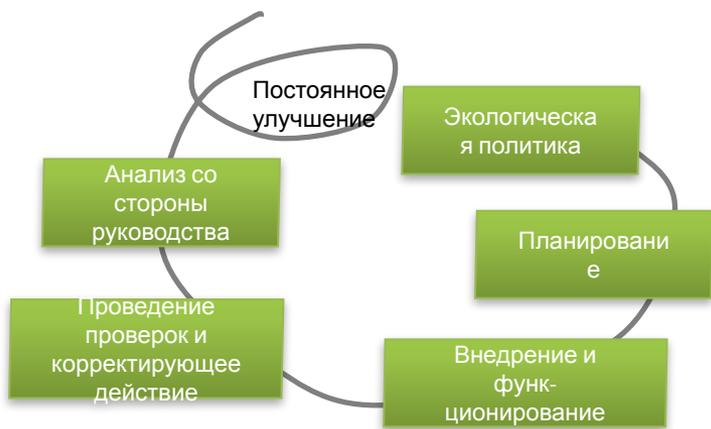 Постоянное
улучшение
Экологическа
я политика
Планировани
е
Внедрение и
функ-
ционирование
Проведение
проверок и
корректирующее
действие
Анализ со
стороны
руководства